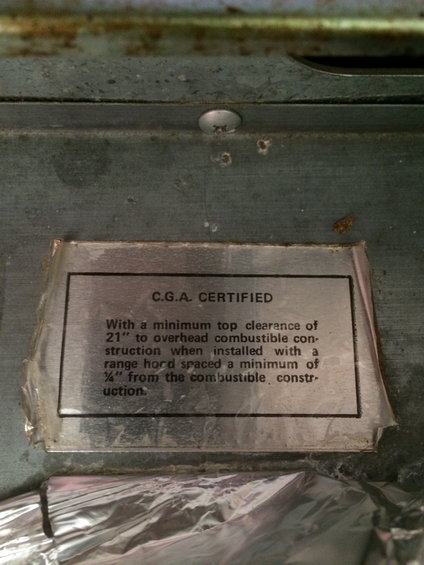 C.G.A. CERTIFIED
With a minimum top clearance of
21" to overhead combustible con-
struction when installed with a
range hood spaced a minimum of
¼" from the combustible constr-
uction.